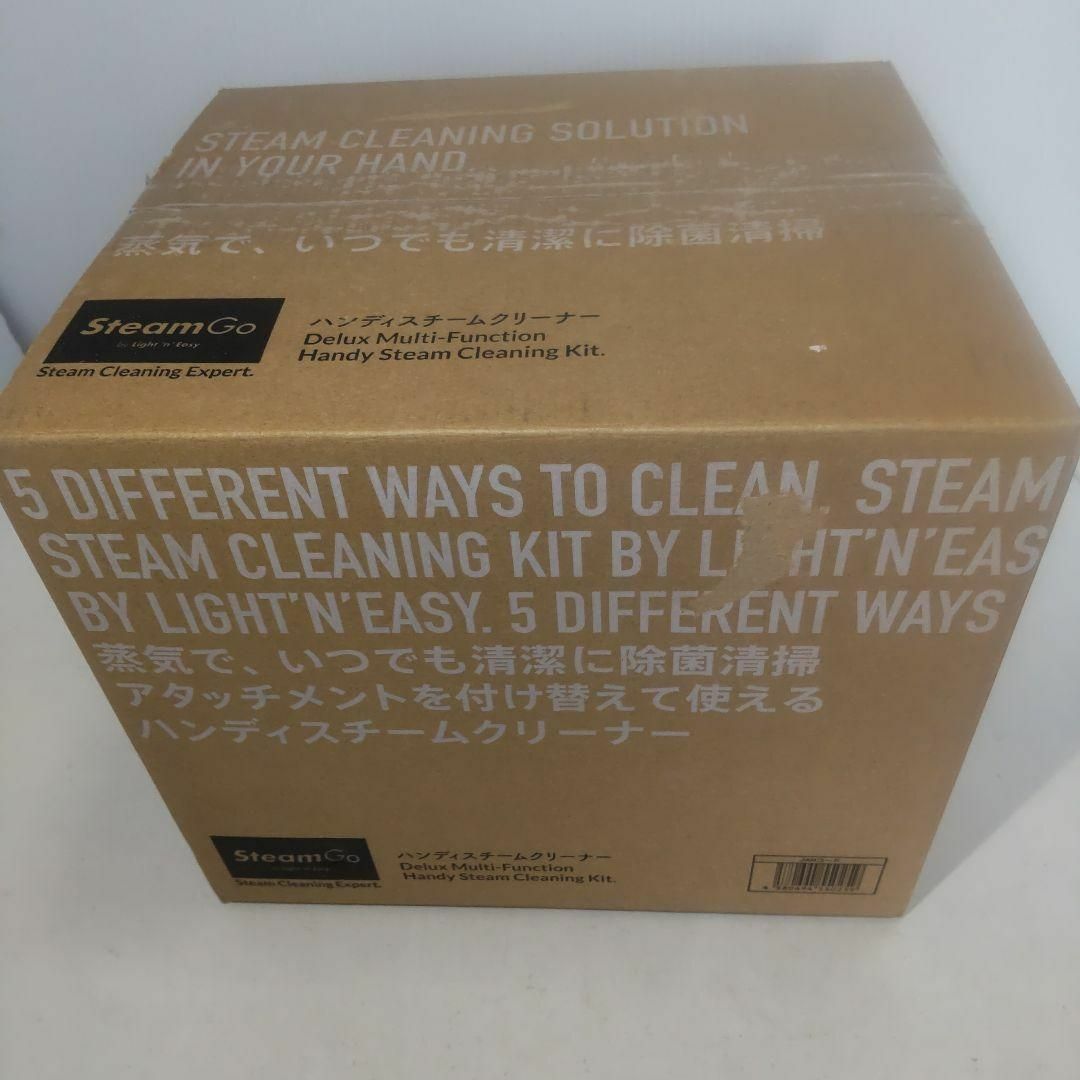 STEAM CLEANING SOLUTION
IN YOUR HAND
蒸気で、いつでも清潔に除菌清掃
SteamGo
by Light 'n' Easy
Steam Cleaning Expert.
ハンディスチームクリーナー
Delux Multi-Function
Handy Steam Cleaning Kit.
5 DIFFERENT WAYS TO CLEAN. STEAM
STEAM CLEANING KIT BY L HT'N'EAS
BY LIGHT'N'EASY. 5 DIFFERENT WAYS
蒸気で、いつでも清潔に除菌清掃
アタッチメントを付け替えて使える
ハンディスチームクリーナー
SteamGo
by Light 'n' Easy
Steam Cleaning Expert.
ハンディスチームクリーナー
Delux Multi-Function
Handy Steam Cleaning Kit.